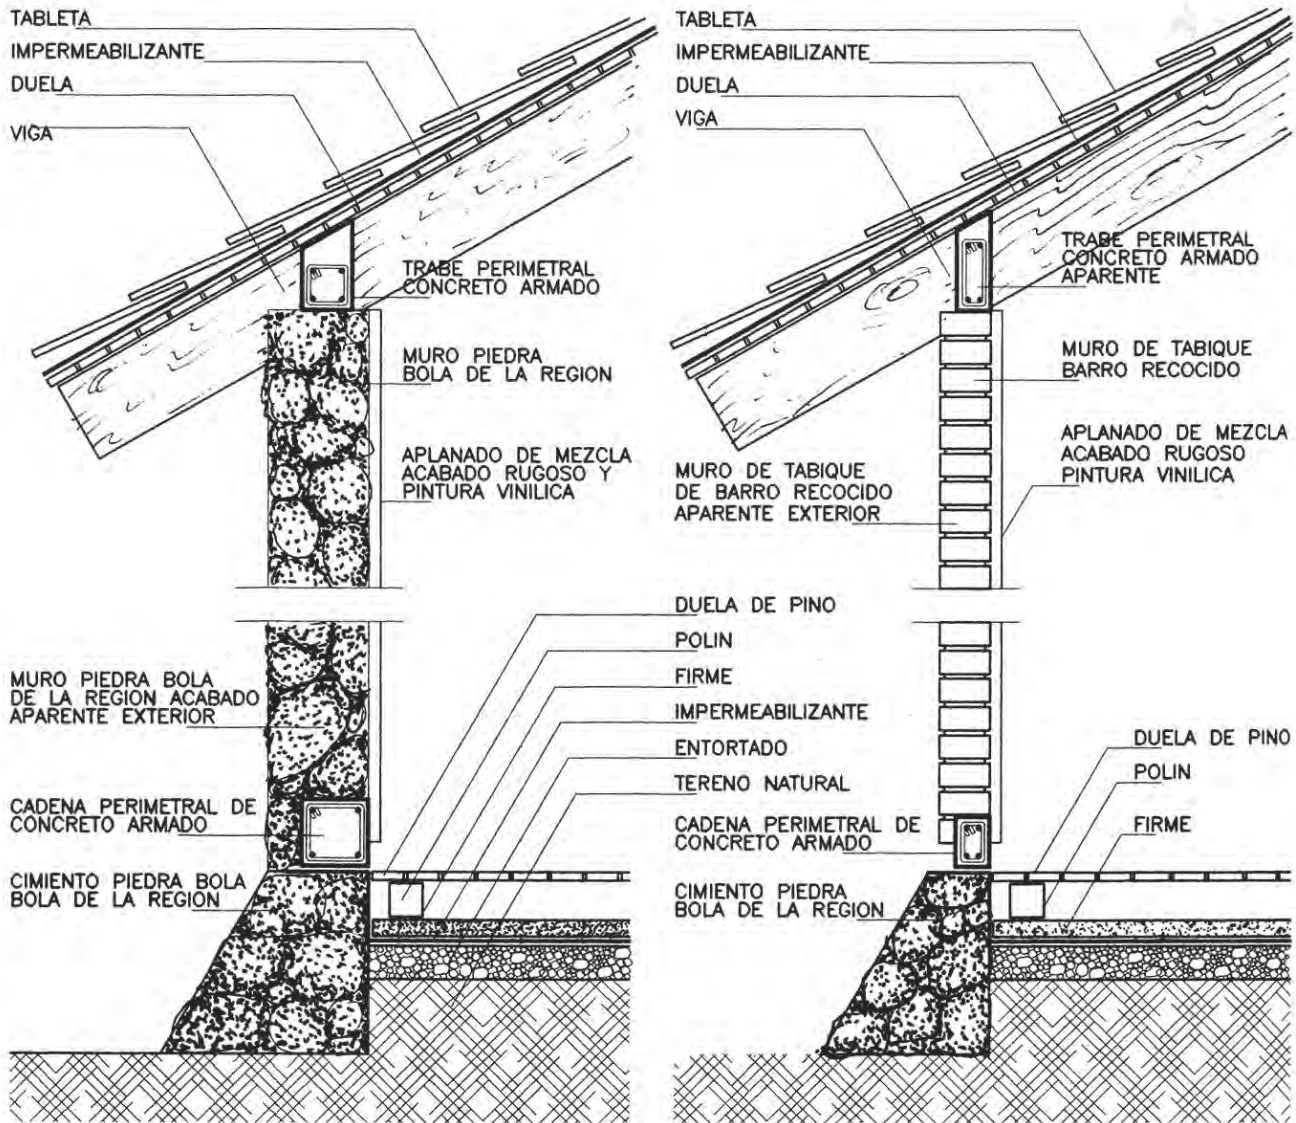 TABLETA
IMPERMEABILIZANTE
DUELA
VIGA
TRABE PERIMETRAL
CONCRETO ARMADO
MURO PIEDRA
BOLA DE LA REGION
APLANADO DE MEZCLA
ACABADO RUGOSO Y
PINTURA VINILICA
MURO PIEDRA BOLA
DE LA REGION ACABADO
APARENTE EXTERIOR
CADENA PERIMETRAL DE
CONCRETO ARMADO
CIMIENTO PIEDRA BOLA
BOLA DE LA REGION
DUELA DE PINO
POLIN
FIRME
IMPERMEABILIZANTE
ENTORTADO
TERENO NATURAL
TABLETA
IMPERMEABILIZANTE
DUELA
VIGA
TRABE PERIMETRAL
CONCRETO ARMADO
APARENTE
MURO DE TABIQUE
BARRO RECOCIDO
APLANADO DE MEZCLA
ACABADO RUGOSO
PINTURA VINILICA
MURO DE TABIQUE
DE BARRO RECOCIDO
APARENTE EXTERIOR
CADENA PERIMETRAL DE
CONCRETO ARMADO
CIMIENTO PIEDRA
BOLA DE LA REGION
DUELA DE PINO
POLIN
FIRME